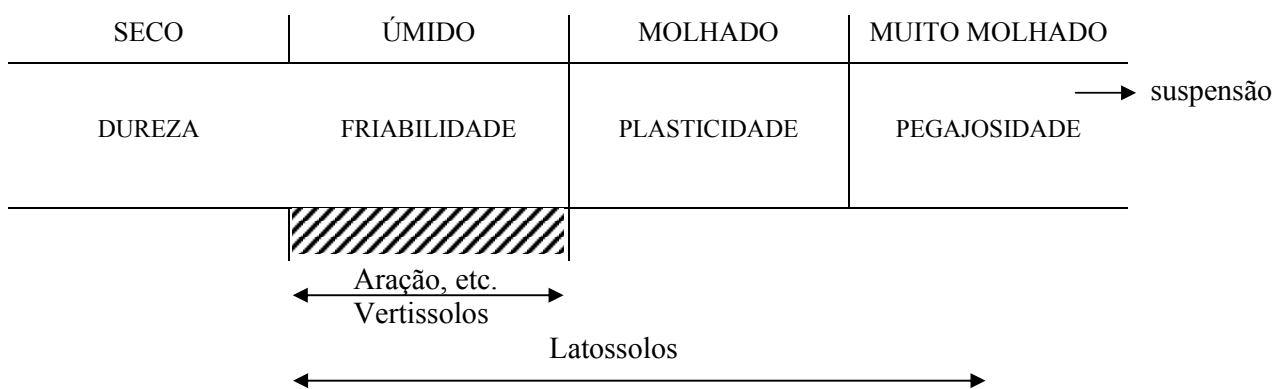 SECO ÚMIDO MOLHADO MUITO MOLHADO
suspensão
DUREZA FRIABILIDADE PLASTICIDADE PEGAJOSIDADE
Aração, etc.
Vertissolos
Latossolos